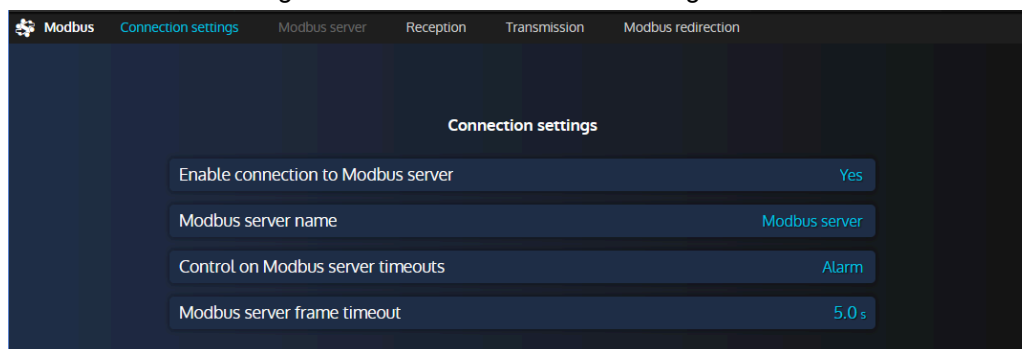 Modbus Connection settings Modbus server Reception Transmission Modbus redirection
Connection settings
Enable connection to Modbus server Yes
Modbus server name Modbus server
Control on Modbus server timeouts Alarm
Modbus server frame timeout 5.0 s